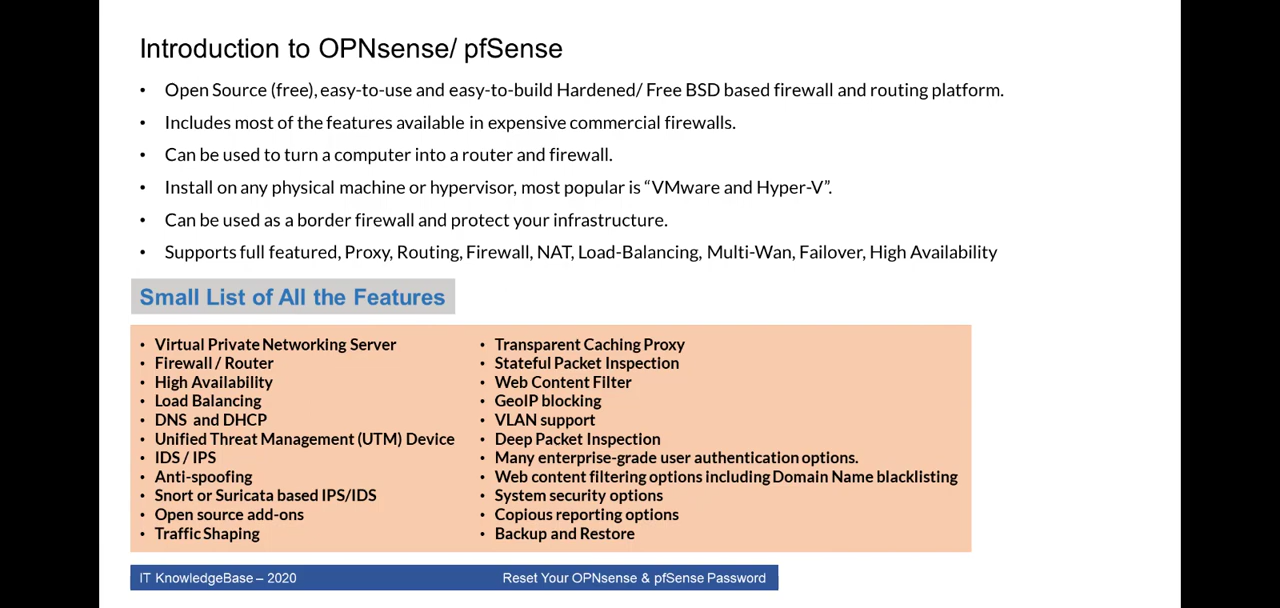 Introduction to OPNsense/ pfSense
• Open Source (free), easy-to-use and easy-to-build Hardened/ Free BSD based firewall and routing platform.
• Includes most of the features available in expensive commercial firewalls.
• Can be used to turn a computer into a router and firewall.
• Install on any physical machine or hypervisor, most popular is “VMware and Hyper-V”.
• Can be used as a border firewall and protect your infrastructure.
• Supports full featured, Proxy, Routing, Firewall, NAT, Load-Balancing, Multi-Wan, Failover, High Availability
Small List of All the Features
• Virtual Private Networking Server
• Firewall / Router
• High Availability
• Load Balancing
• DNS and DHCP
• Unified Threat Management (UTM) Device
• IDS / IPS
• Anti-spoofing
• Snort or Suricata based IPS/IDS
• Open source add-ons
• Traffic Shaping
• Transparent Caching Proxy
• Stateful Packet Inspection
• Web Content Filter
• GeoIP blocking
• VLAN support
• Deep Packet Inspection
• Many enterprise-grade user authentication options.
• Web content filtering options including Domain Name blacklisting
• System security options
• Copious reporting options
• Backup and Restore
IT KnowledgeBase – 2020
Reset Your OPNsense & pfSense Password